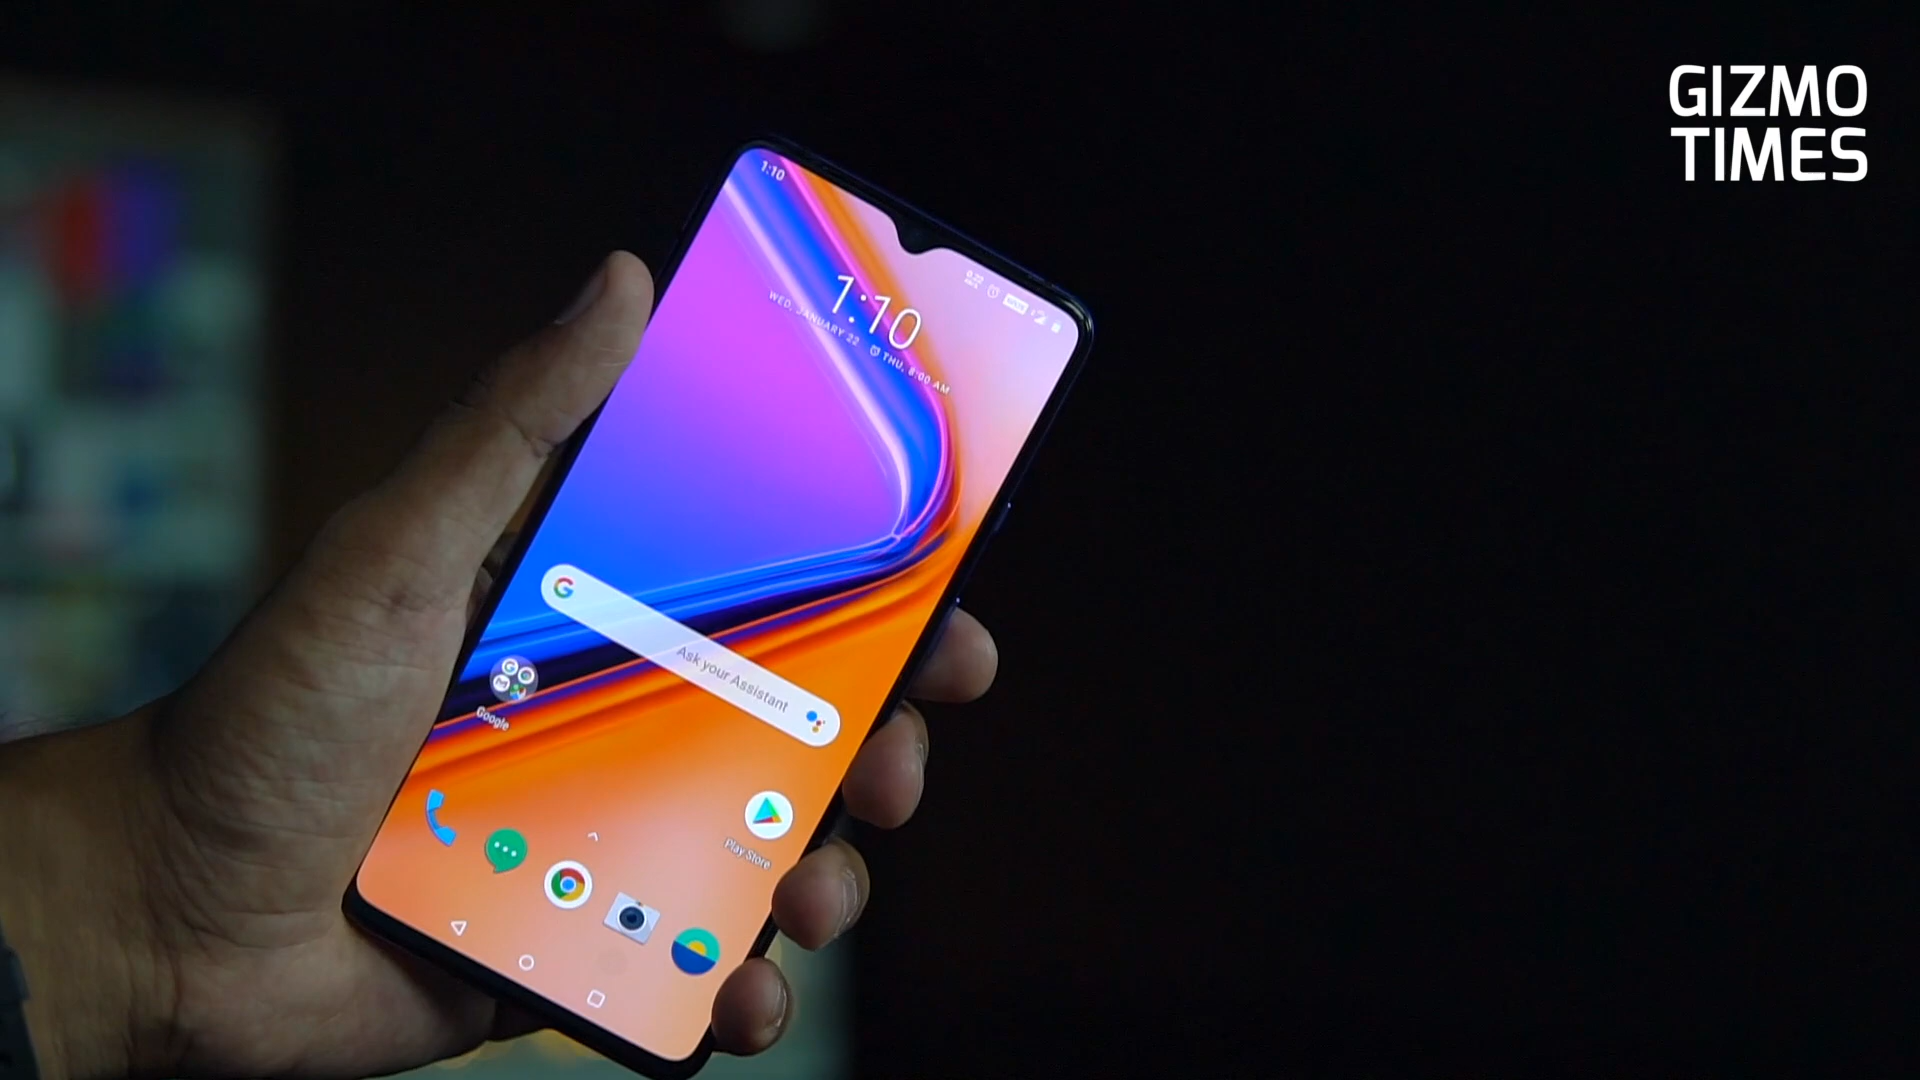 GIZMO
TIMES
1:10
1:10
WED, JANUARY 22
THU, 8:00 AM
G
Ask your Assistant
Google
Play Store